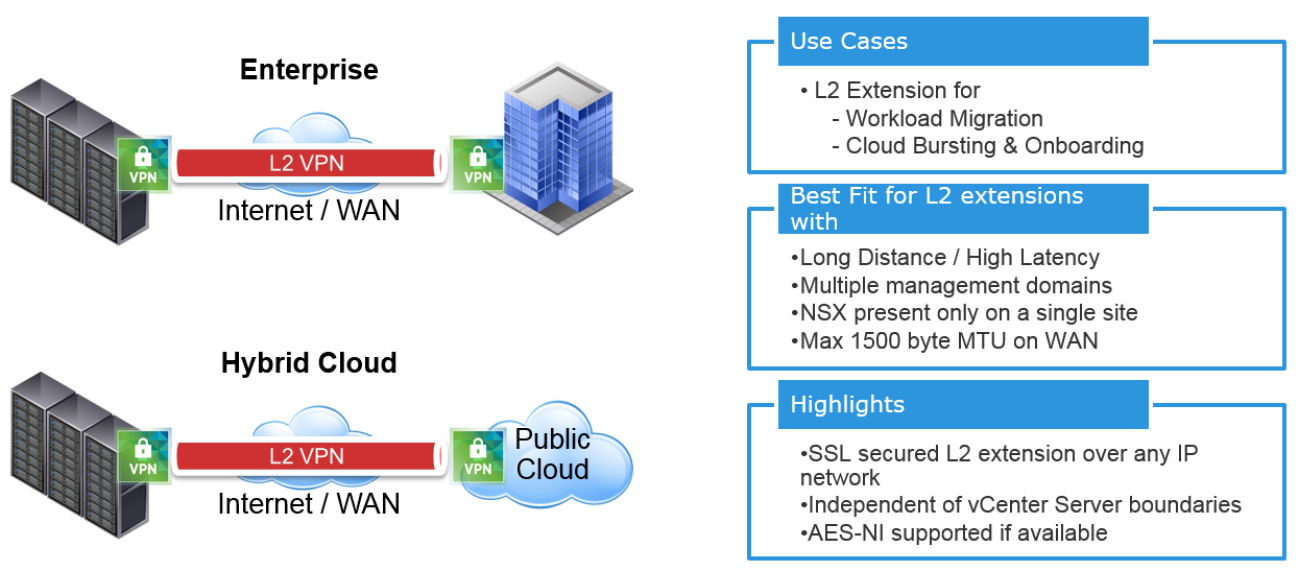 Enterprise
VPN
L2 VPN
VPN
Internet / WAN
Hybrid Cloud
VPN
L2 VPN
VPN
Public
Cloud
Internet / WAN
Use Cases
• L2 Extension for
- Workload Migration
- Cloud Bursting & Onboarding
Best Fit for L2 extensions
with
•Long Distance / High Latency
•Multiple management domains
•NSX present only on a single site
•Max 1500 byte MTU on WAN
Highlights
•SSL secured L2 extension over any IP
network
•Independent of vCenter Server boundaries
•AES-NI supported if available